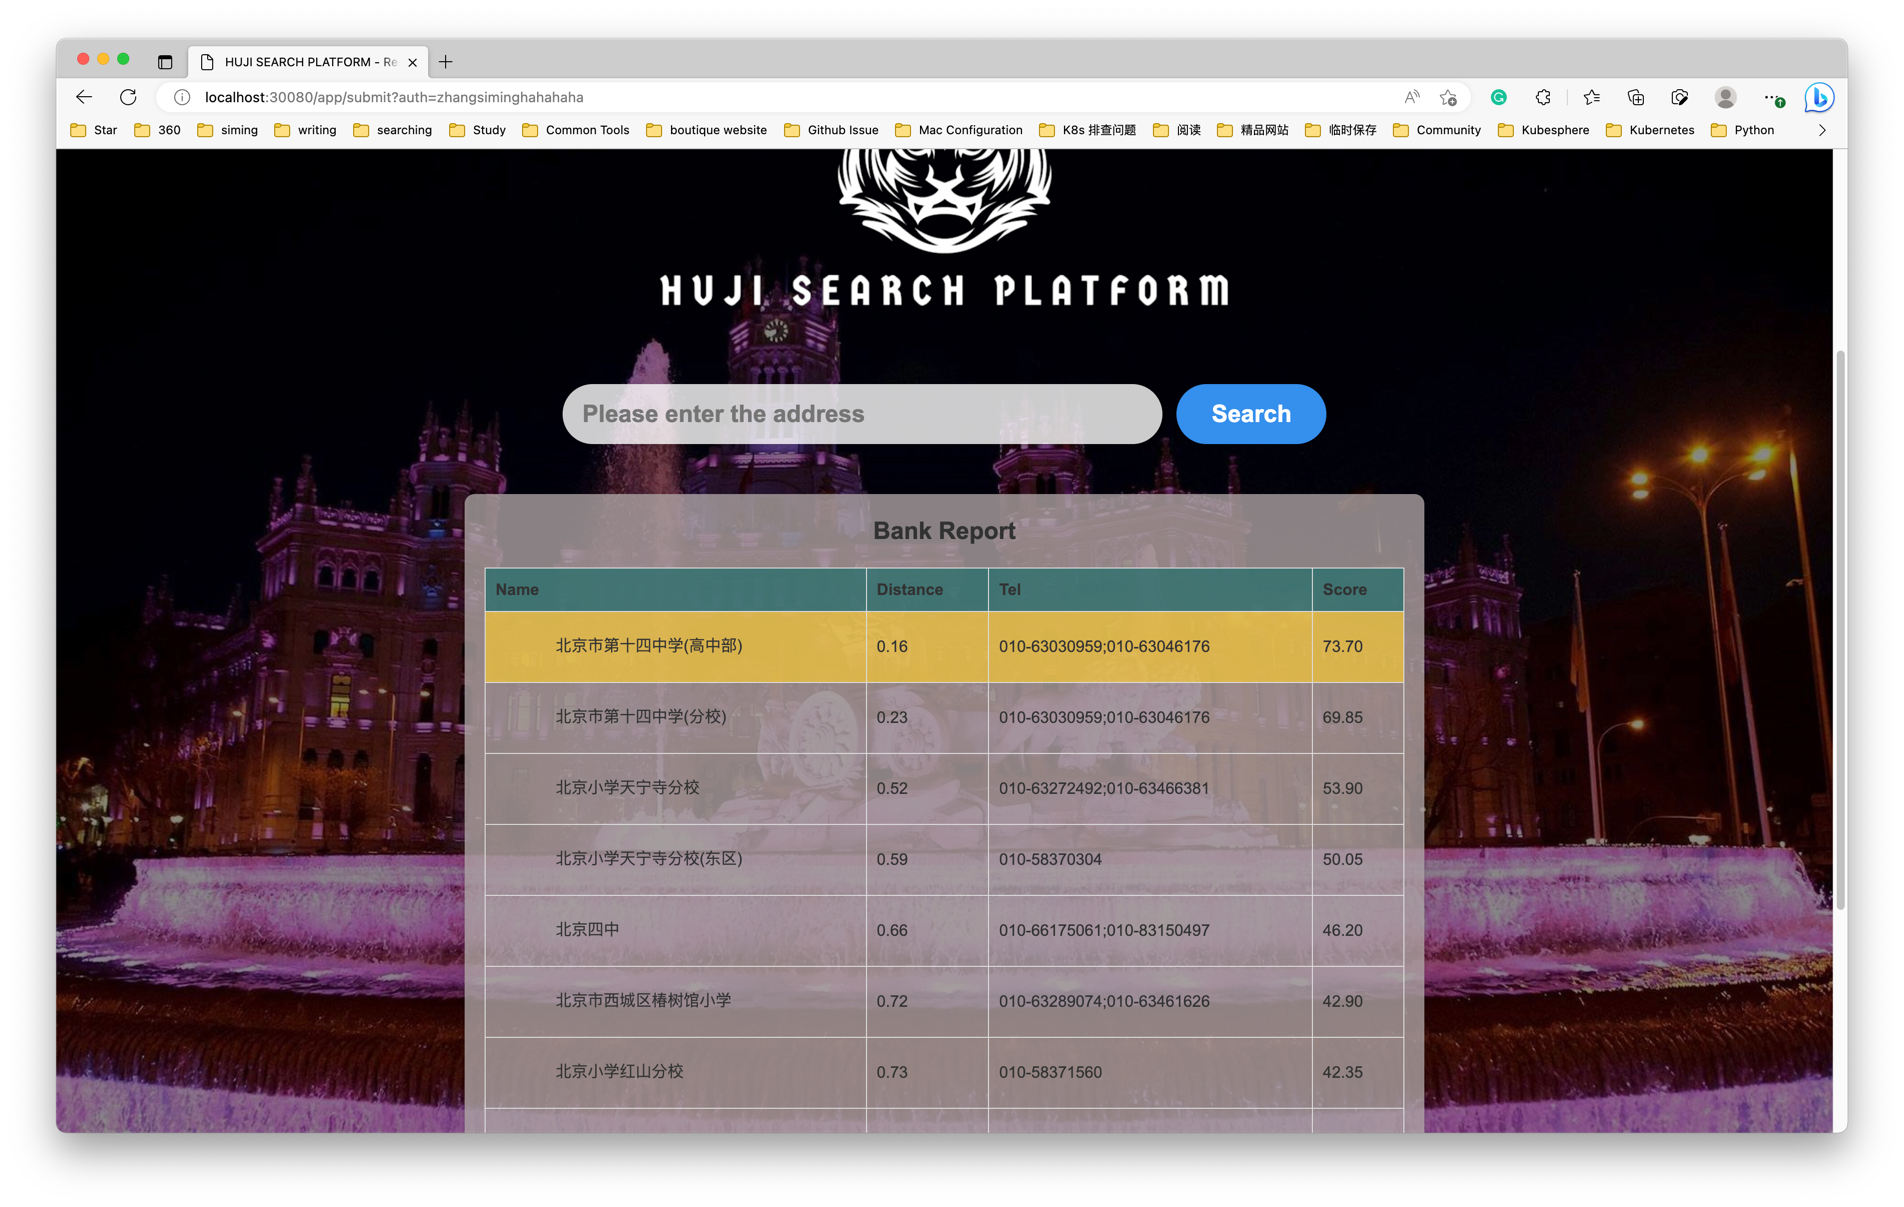 HUJI SEARCH PLATFORM - Re
localhost:30080/app/submit?auth=zhangsiminghahahaha
Star 360 siming writing searching Study Common Tools boutique website Github Issue Mac Configuration K8s 排查问题 阅读 精品网站 临时保存 Community Kubesphere Kubernetes Python
HUJI SEARCH PLATFORM
Please enter the address Search
Bank Report
Name Distance Tel Score
北京市第十四中学(高中部) 0.16 010-63030959;010-63046176 73.70
北京市第十四中学(分校) 0.23 010-63030959;010-63046176 69.85
北京小学天宁寺分校 0.52 010-63272492;010-63466381 53.90
北京小学天宁寺分校(东区) 0.59 010-58370304 50.05
北京四中 0.66 010-66175061;010-83150497 46.20
北京市西城区椿树馆小学 0.72 010-63289074;010-63461626 42.90
北京小学红山分校 0.73 010-58371560 42.35